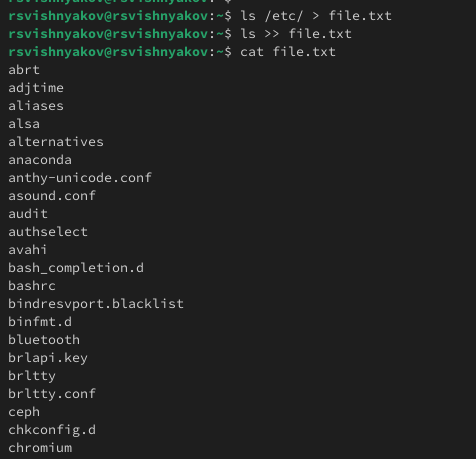 rsvishnyakov@rsvishnyakov:~$ ls /etc/ > file.txt
rsvishnyakov@rsvishnyakov:~$ ls >> file.txt
rsvishnyakov@rsvishnyakov:~$ cat file.txt
abrt
adjtime
aliases
alsa
alternatives
anaconda
anthy-unicode.conf
asound.conf
audit
authselect
avahi
bash_completion.d
bashrc
bindresvport.blacklist
binfmt.d
bluetooth
brlapi.key
brltty
brltty.conf
ceph
chkconfig.d
chromium